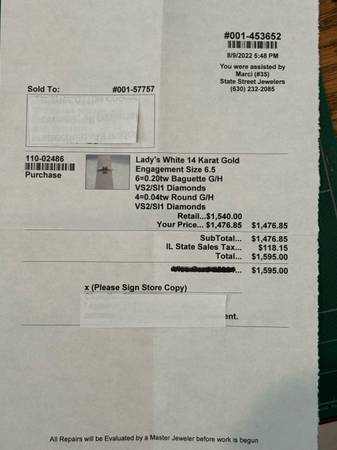 #001-453652
8/9/2022 5:48 PM
You were assisted by
Marci (#35)
State Street Jewelers
(630) 232-2085
Sold To: #001-57757
110-02486
Purchase
Lady's White 14 Karat Gold
Engagement Size 6.5
6=0.20tw Baguette G/H
VS2/SI1 Diamonds
4=0.04tw Round G/H
VS2/SI1 Diamonds
Retail...$1,540.00
Your Price... $1,476.85 $1,476.85
SubTotal... $1,476.85
IL State Sales Tax... $118.15
Total... $1,595.00
... $1,595.00
x (Please Sign Store Copy)
ent.
All Repairs will be Evaluated by a Master Jeweler before work is begun